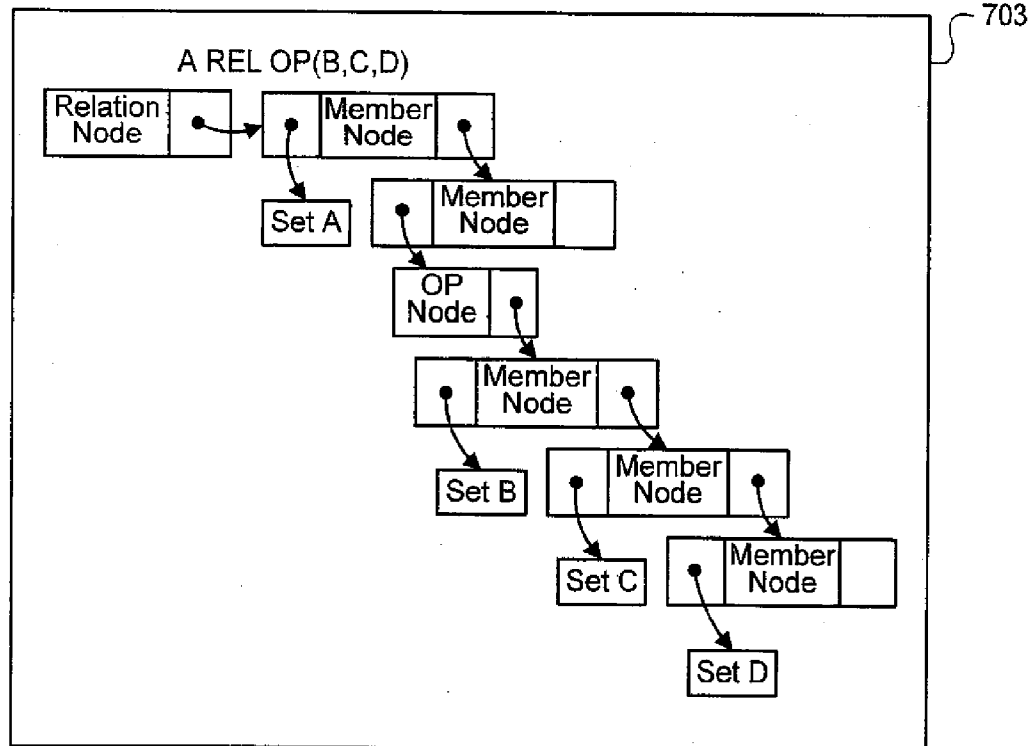 703
A REL OP(B,C,D)
Relation
Node
Member
Node
Set A
Member
Node
OP
Node
Member
Node
Set B
Member
Node
Set C
Member
Node
Set D